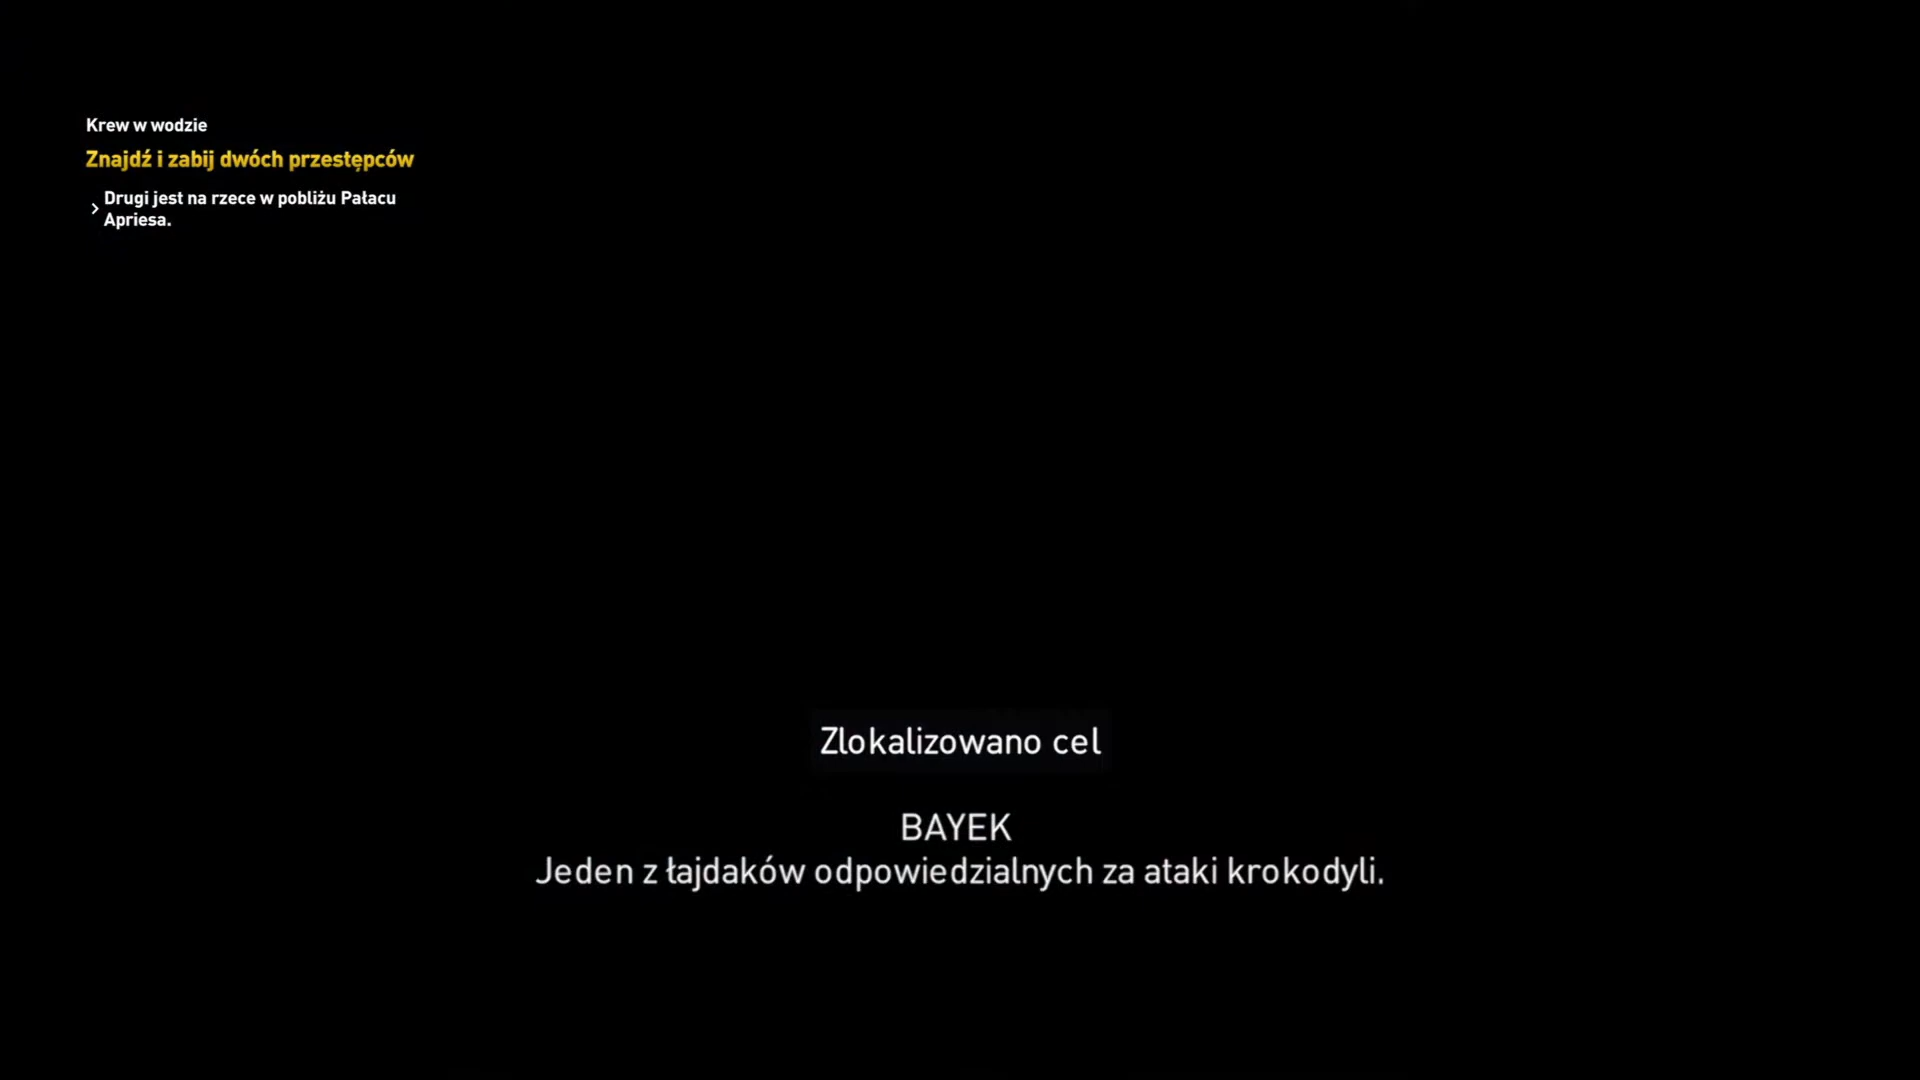 Krew w wodzie
Znajdź i zabij dwóch przestępców
Drugi jest na rzece w pobliżu Pałacu
Apriesa.
Zlokalizowano cel
BAYEK
Jeden z łajdaków odpowiedzialnych za ataki krokodyli.